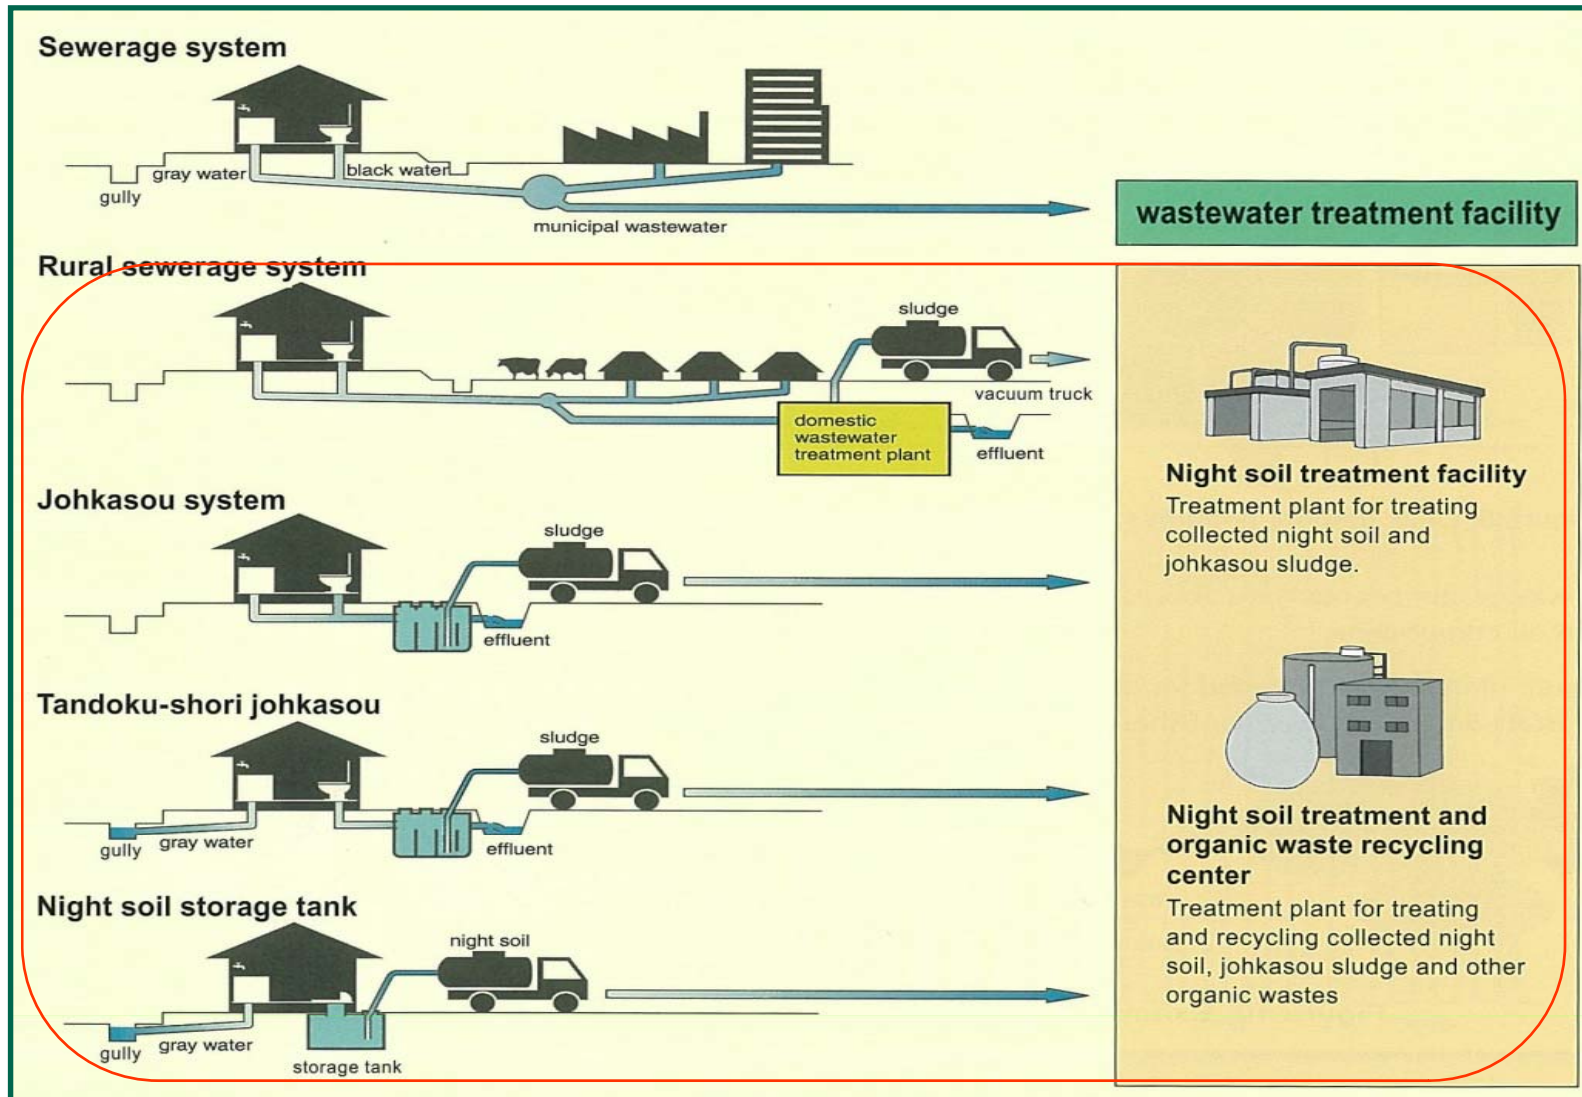 Sewerage system
gray water
black water
gully
municipal wastewater
wastewater treatment facility
Rural sewerage system
sludge
vacuum truck
domestic
wastewater
treatment plant
effluent
Night soil treatment facility
Treatment plant for treating
collected night soil and
johkasou sludge.
Johkasou system
sludge
effluent
Tandoku-shori johkasou
sludge
gully
gray water
effluent
Night soil treatment and
organic waste recycling
center
Treatment plant for treating
and recycling collected night
soil, johkasou sludge and other
organic wastes
Night soil storage tank
night soil
gully
gray water
storage tank